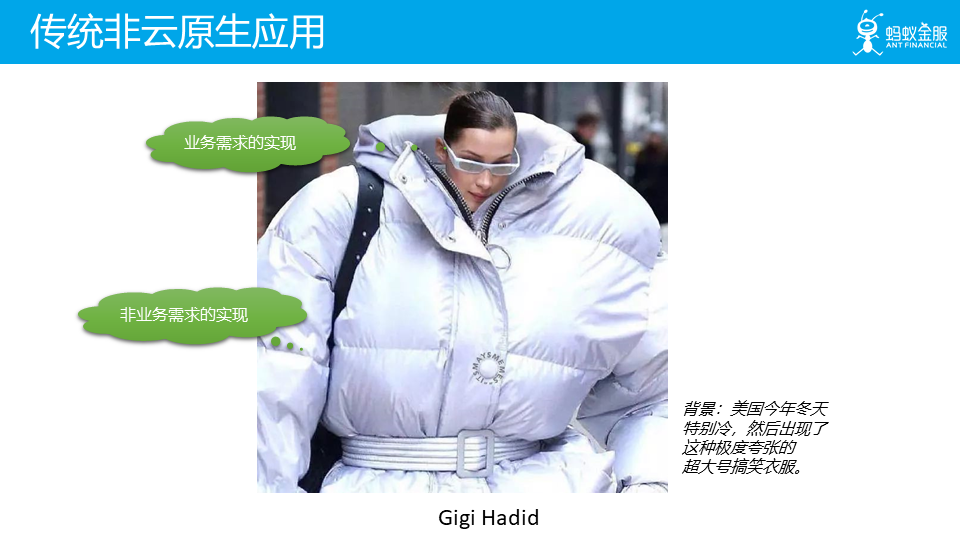 传统非云原生应用
蚂蚁金服
ANT FINANCIAL
业务需求的实现
非业务需求的实现
ITSMAYSMEMES
背景：美国今年冬天
特别冷，然后出现了
这种极度夸张的
超大号搞笑衣服。
Gigi Hadid